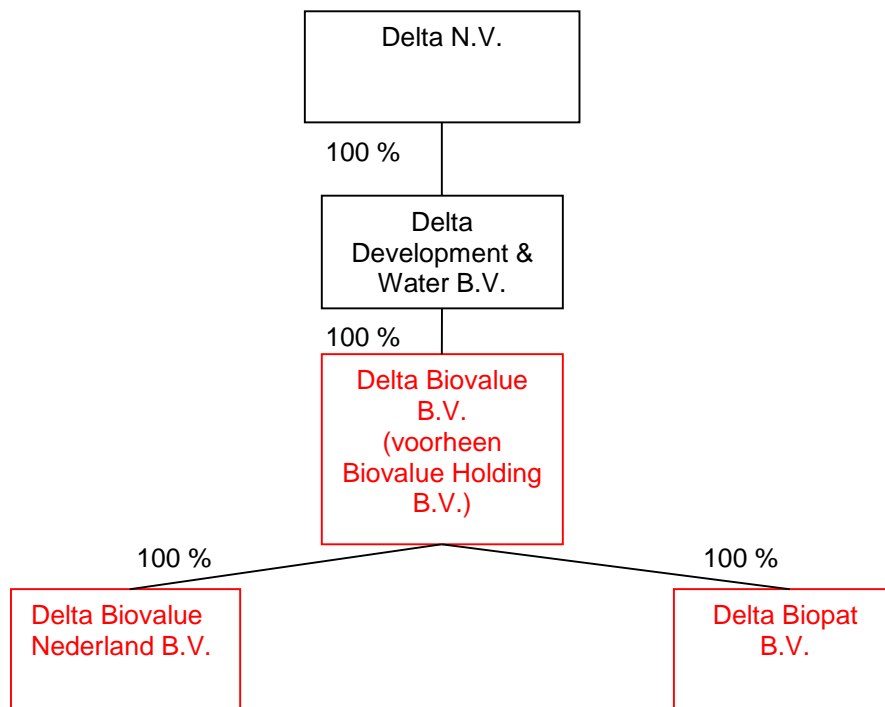 Delta N.V.
100 %
Delta
Development &
Water B.V.
100 %
Delta Biovalue
B.V.
(voorheen
Biovalue Holding
B.V.)
100 %
100 %
Delta Biovalue
Nederland B.V.
Delta Biopat
B.V.